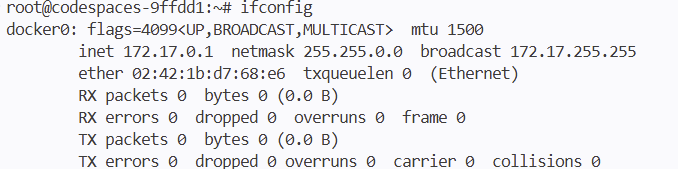 root@codespaces-9ffdd1:~# ifconfig
docker0: flags=4099<UP,BROADCAST,MULTICAST>  mtu 1500
        inet 172.17.0.1  netmask 255.255.0.0  broadcast 172.17.255.255
        ether 02:42:1b:d7:68:e6  txqueuelen 0  (Ethernet)
        RX packets 0  bytes 0 (0.0 B)
        RX errors 0  dropped 0  overruns 0  frame 0
        TX packets 0  bytes 0 (0.0 B)
        TX errors 0  dropped 0 overruns 0  carrier 0  collisions 0